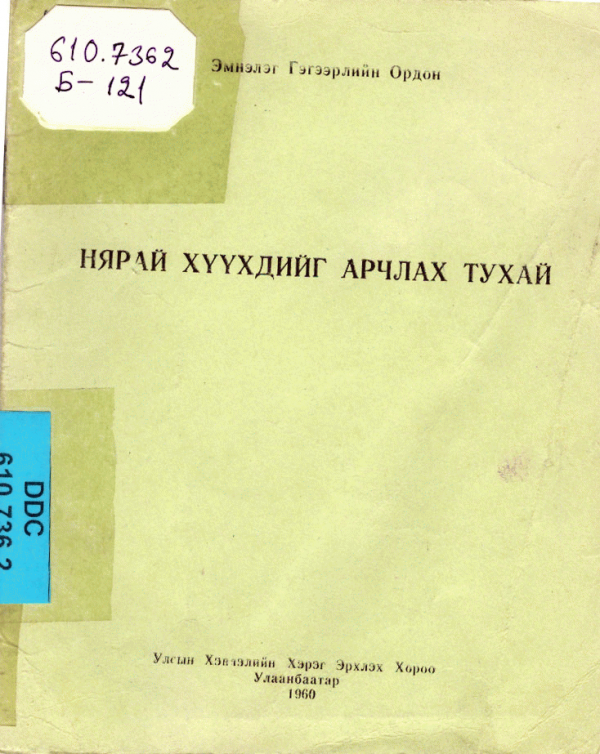 610.7362
Б-121
Эмнэлэг Гэгээрлийн Ордон
НЯРАЙ ХҮҮХДИЙГ АРЧЛАХ ТУХАЙ
DDC
610.736 2
Улсын Хэвлэлийн Хэрэг Эрхлэх Хороо
Улаанбаатар
1960